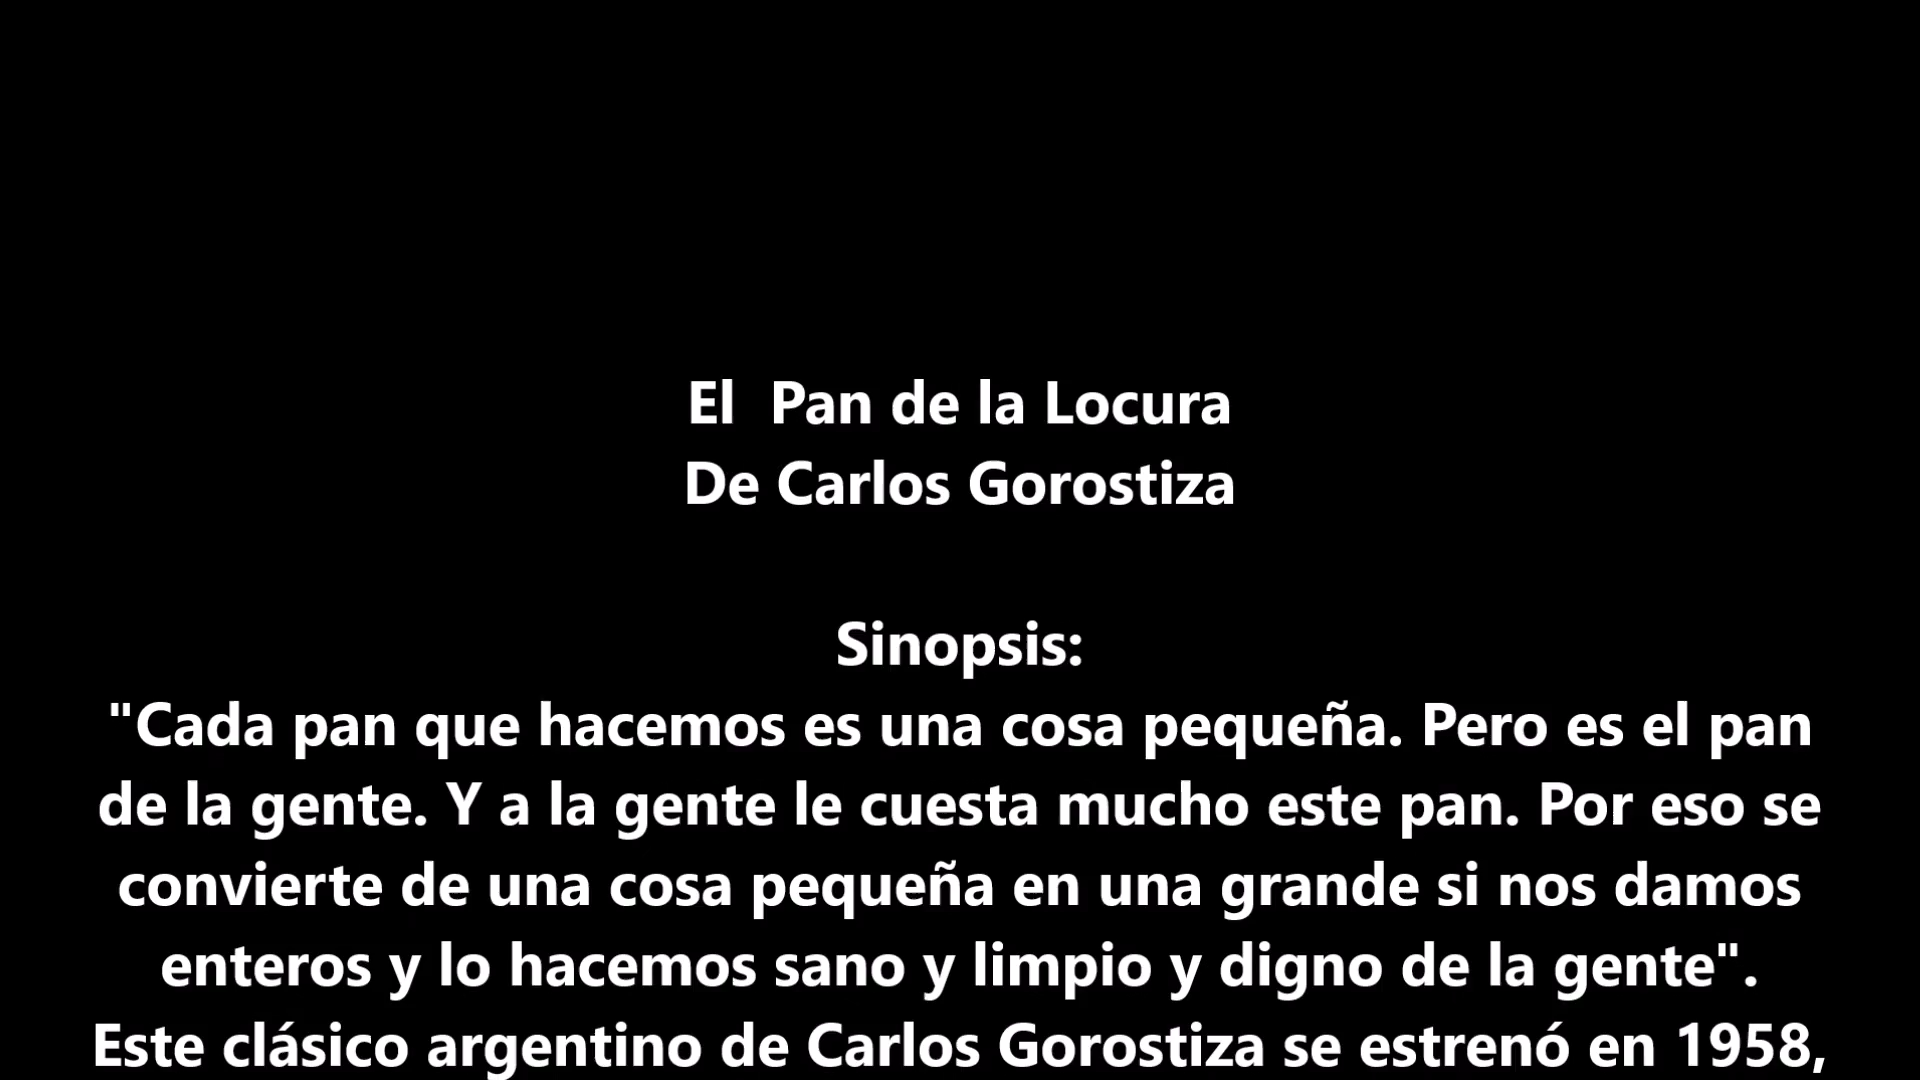 El  Pan de la Locura
De Carlos Gorostiza
Sinopsis:
"Cada pan que hacemos es una cosa pequeña. Pero es el pan
de la gente. Y a la gente le cuesta mucho este pan. Por eso se
convierte de una cosa pequeña en una grande si nos damos
enteros y lo hacemos sano y limpio y digno de la gente".
Este clásico argentino de Carlos Gorostiza se estrenó en 1958,